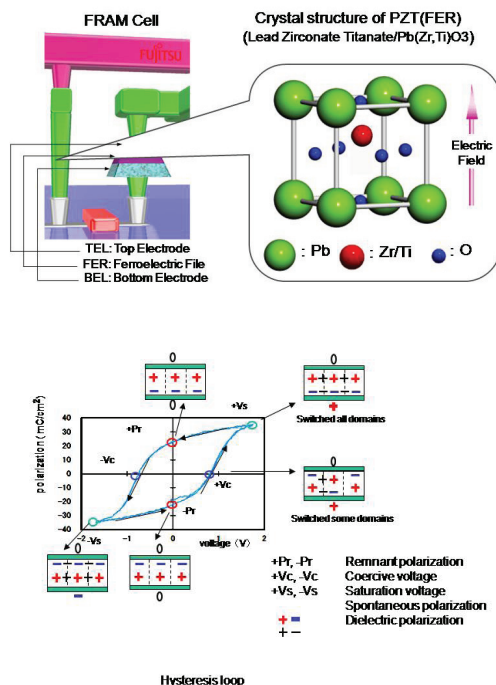 FRAM Cell
Crystal structure of PZT(FER)
(Lead Zirconate Titanate/Pb(Zr,Ti)O3)
FUJITSU
Electric
Field
: Pb
: Zr/Ti
: O
TEL: Top Electrode
FER: Ferroelectric File
BEL: Bottom Electrode
0
0
0
+Pr
+Vs
Switched all domains
polarization ( mC/cm²)
40
30
20
10
0
−10
−20
−30
−40
-Vc
+Vc
-Pr
-Vs
−2
−1
0
1
2
voltage (V)
0
Switched some domains
0
0
0
+Pr, -Pr
Remnant polarization
+Vc, -Vc
Coercive voltage
+Vs, -Vs
Saturation voltage
Spontaneous polarization
Dielectric polarization
Hysteresis loop